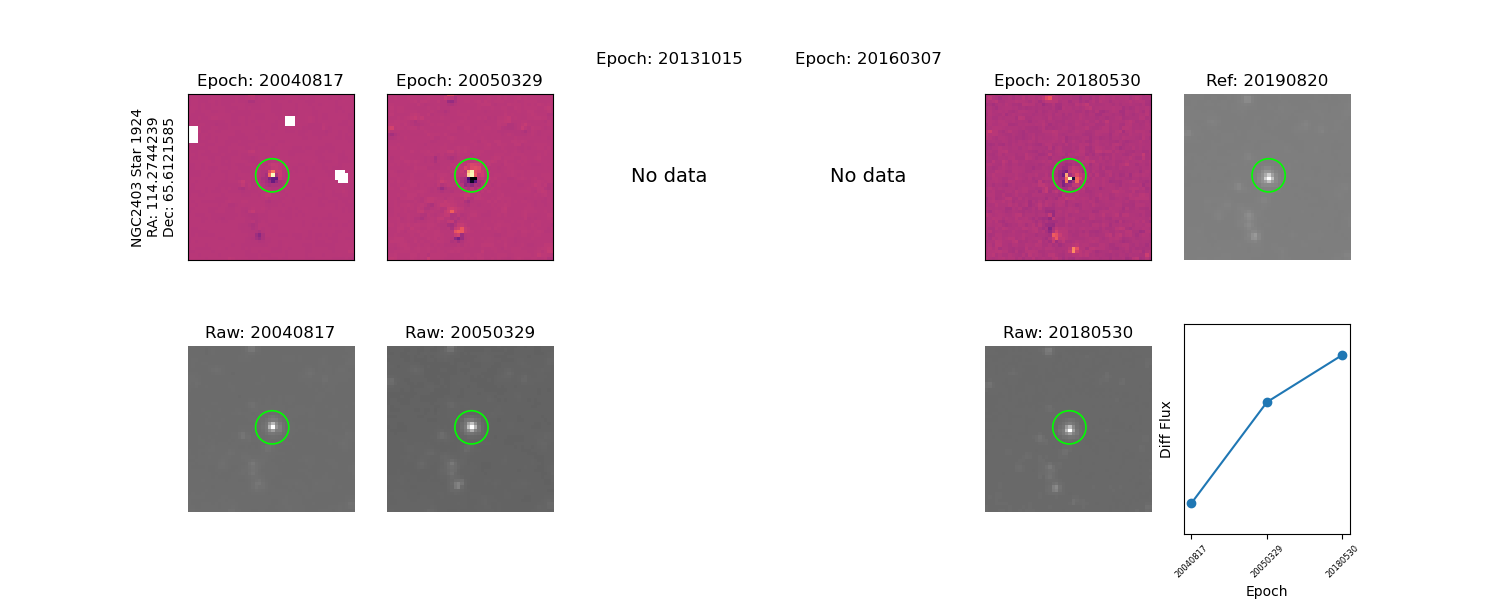 Epoch: 20131015
Epoch: 20160307
Epoch: 20040817
Epoch: 20050329
Epoch: 20180530
Ref: 20190820
NGC2403 Star 1924
RA: 114.2744239
Dec: 65.6121585
No data
No data
Raw: 20040817
Raw: 20050329
Raw: 20180530
Diff Flux
20040817
20050329
20180530
Epoch